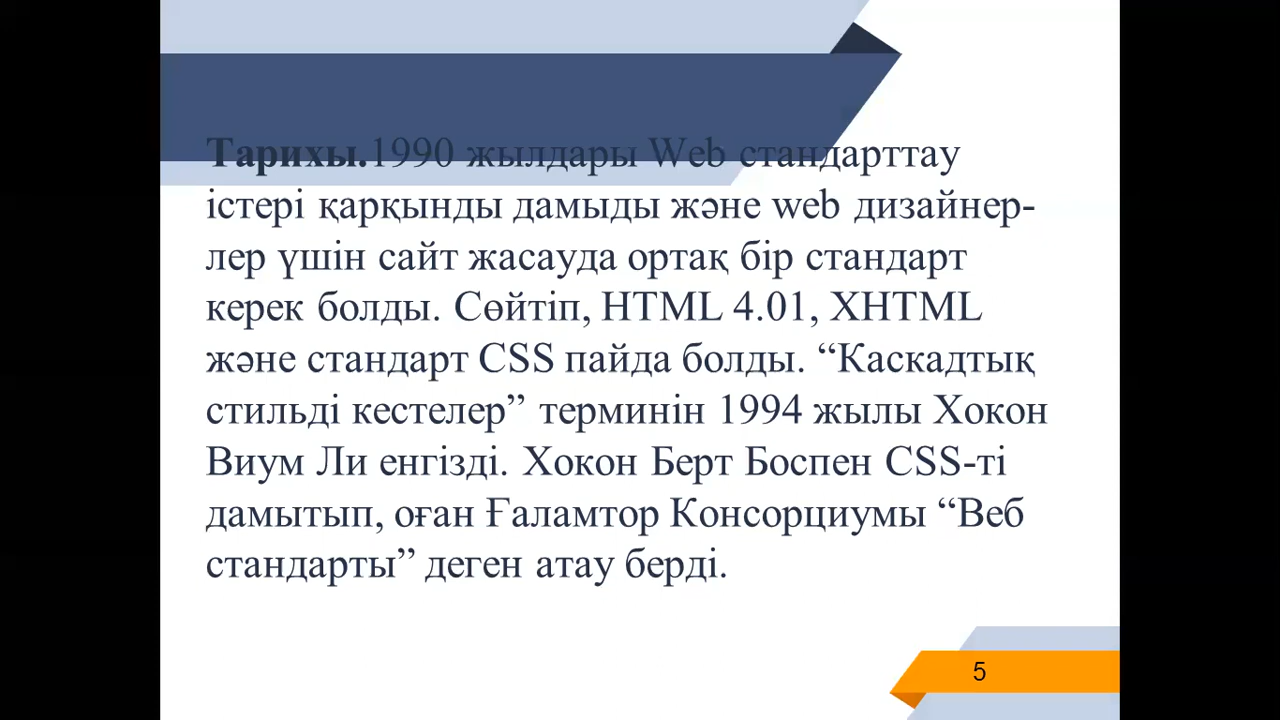 Тарихы.1990 жылдары Web стандарттау
істері қарқынды дамыды және web дизайнер-
лер үшін сайт жасауда ортақ бір стандарт
керек болды. Сөйтіп, HTML 4.01, XHTML
және стандарт CSS пайда болды. “Каскадтық
стильді кестелер” терминін 1994 жылы Хокон
Виум Ли енгізді. Хокон Берт Боспен CSS-ті
дамытып, оған Ғаламтор Консорциумы “Веб
стандарты” деген атау берді.
5